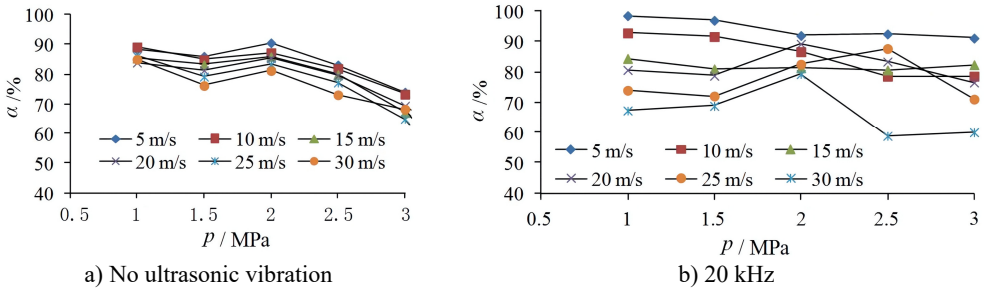 100
90
80
70
60
50
40
α /%
5 m/s 10 m/s 15 m/s
20 m/s 25 m/s 30 m/s
0.5 1 1.5 2 2.5 3
p / MPa
a) No ultrasonic vibration
100
90
80
70
60
50
40
α /%
5 m/s 10 m/s 15 m/s
20 m/s 25 m/s 30 m/s
0.5 1 1.5 2 2.5 3
p / MPa
b) 20 kHz